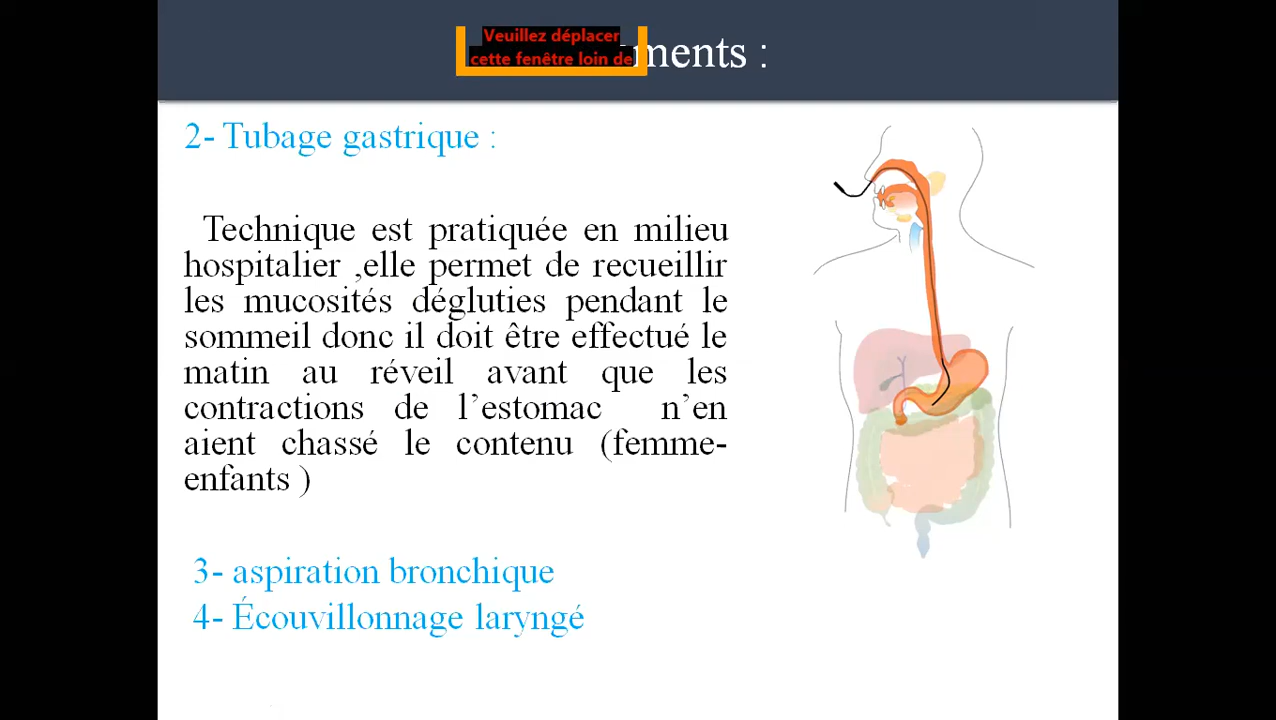 Veuillez déplacer
cette fenêtre loin de
ments :
2- Tubage gastrique :
Technique est pratiquée en milieu
hospitalier ,elle permet de recueillir
les mucosités dégluties pendant le
sommeil donc il doit être effectué le
matin au réveil avant que les
contractions de l’estomac n’en
aient chassé le contenu (femme-
enfants )
3- aspiration bronchique
4- Écouvillonnage laryngé